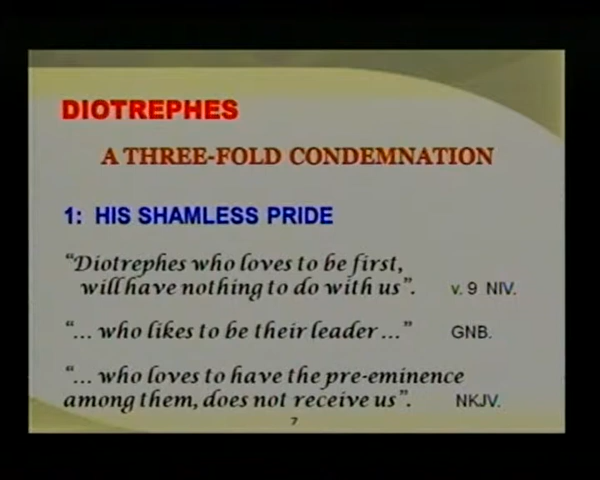 DIOTREPHES
A THREE-FOLD CONDEMNATION
1: HIS SHAMLESS PRIDE
“Diotrephes who loves to be first,
will have nothing to do with us”. v. 9 NIV.
“... who likes to be their leader ...” GNB.
“... who loves to have the pre-eminence
among them, does not receive us”. NKJV.
7